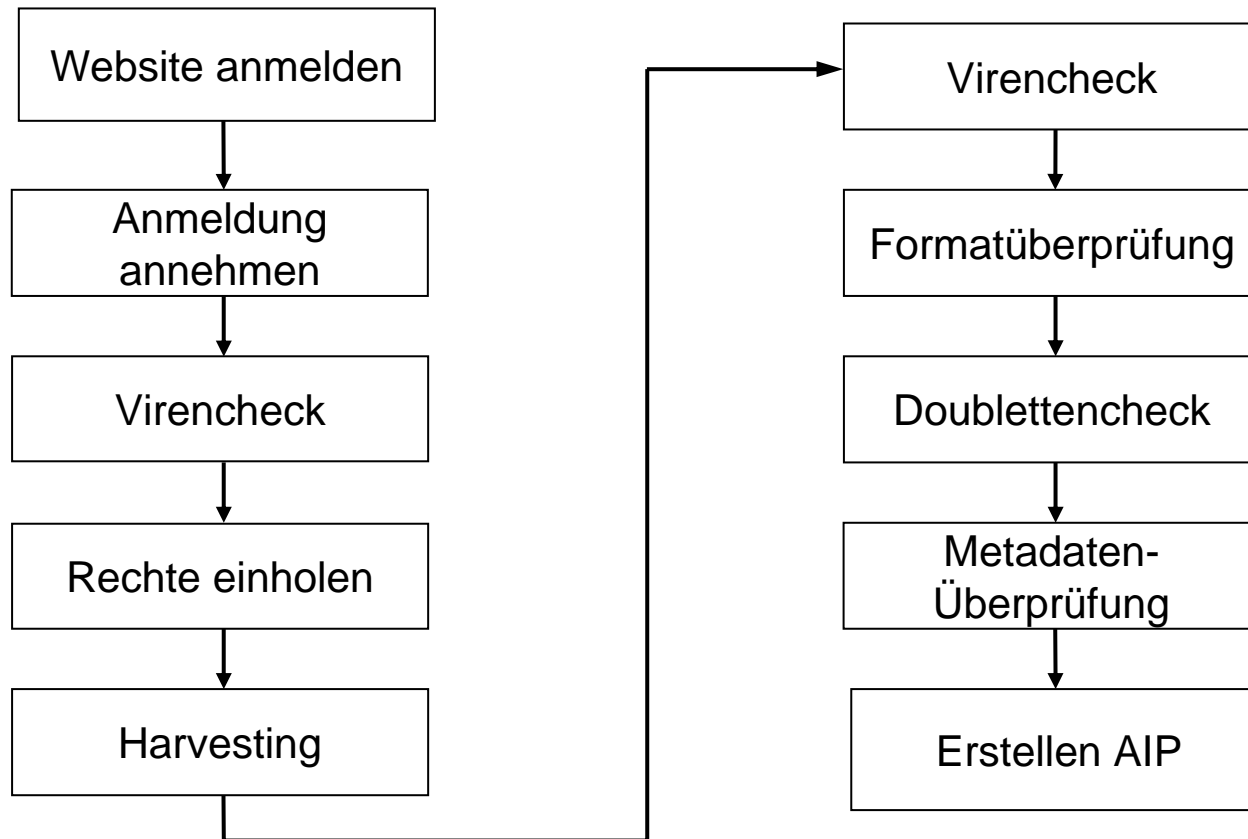 Website anmelden
Anmeldung
annehmen
Virencheck
Rechte einholen
Harvesting
Virencheck
Formatüberprüfung
Doublettencheck
Metadaten-
Überprüfung
Erstellen AIP